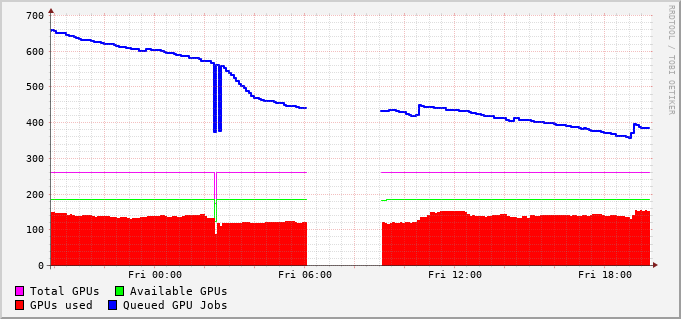 700
600
500
400
300
200
100
0
Fri 00:00 Fri 06:00 Fri 12:00 Fri 18:00
Total GPUs Available GPUs
GPUs used Queued GPU Jobs
RRDTOOL / TOBI OETIKER